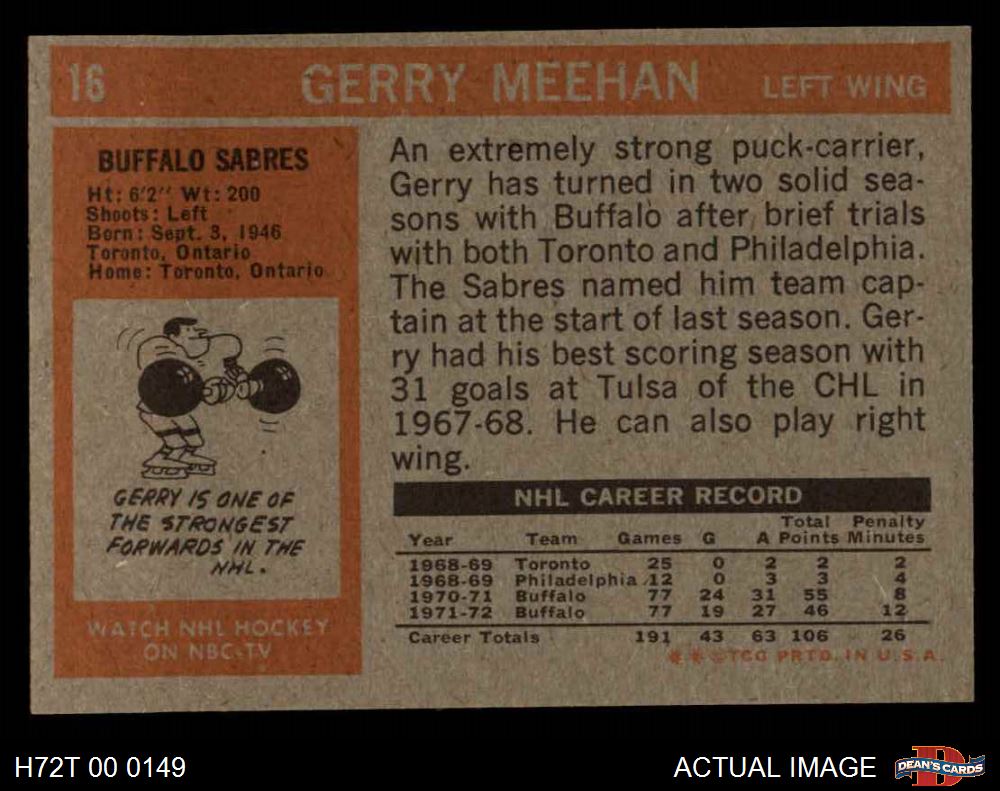 16 GERRY MEEHAN LEFT WING
BUFFALO SABRES
Ht: 6'2" Wt: 200
Shoots: Left
Born: Sept. 3, 1946
Toronto, Ontario
Home: Toronto, Ontario
GERRY IS ONE OF
THE STRONGEST
FORWARDS IN THE
NHL.
WATCH NHL HOCKEY
ON NBC-TV
An extremely strong puck-carrier,
Gerry has turned in two solid sea-
sons with Buffalo after brief trials
with both Toronto and Philadelphia.
The Sabres named him team cap-
tain at the start of last season. Ger-
ry had his best scoring season with
31 goals at Tulsa of the CHL in
1967-68. He can also play right
wing.
NHL CAREER RECORD
Total Penalty
Year Team Games G A Points Minutes
1968-69 Toronto 25 0 2 2 2
1968-69 Philadelphia 12 0 3 3 4
1970-71 Buffalo 77 24 31 55 8
1971-72 Buffalo 77 19 27 46 12
Career Totals 191 43 63 106 26
* * © TCG PRTD. IN U.S.A.
H72T 00 0149
ACTUAL IMAGE
DEAN'S CARDS